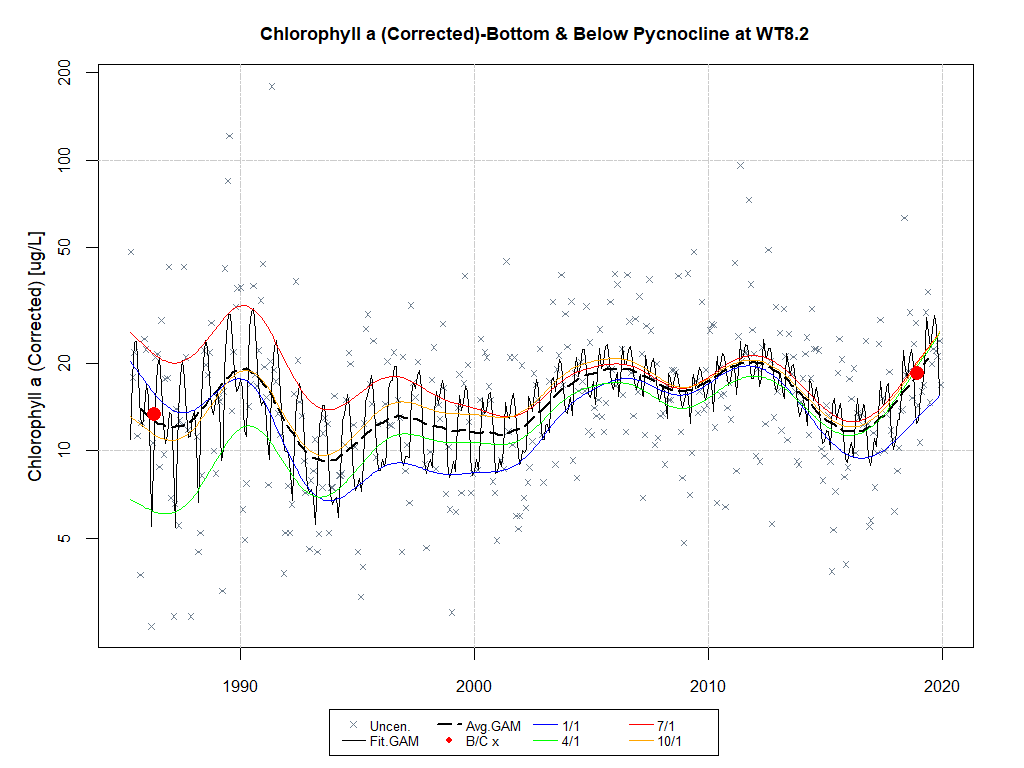 Chlorophyll a (Corrected)-Bottom & Below Pycnocline at WT8.2
Chlorophyll a (Corrected) [ug/L]
200
100
50
20
10
5
1990 2000 2010 2020
Uncen. Avg.GAM 1/1 7/1
Fit.GAM B/C x 4/1 10/1